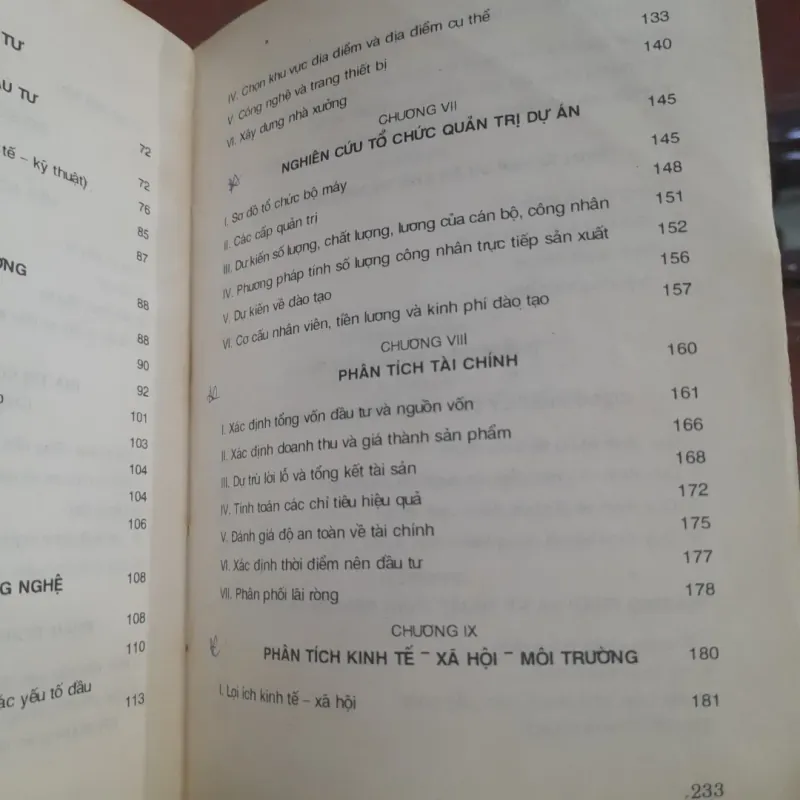 TƯ
ẦU TƯ
72
tế – kỹ thuật)
72
76
85
87
ƠNG
88
88
90
92
101
103
104
104
106
G NGHỆ
108
108
110
ác yếu tố đầu
113
IV. Chọn khu vực địa điểm và địa điểm cụ thể 133
V. Công nghệ và trang thiết bị 140
VI. Xây dựng nhà xưởng
CHƯƠNG VII
NGHIÊN CỨU TỔ CHỨC QUẢN TRỊ DỰ ÁN 145
I. Sơ đồ tổ chức bộ máy 145
II. Các cấp quản trị 148
III. Dự kiến số lượng, chất lượng, lương của cán bộ, công nhân 151
IV. Phương pháp tính số lượng công nhân trực tiếp sản xuất 152
V. Dự kiến về đào tạo 156
VI. Cơ cấu nhân viên, tiền lương và kinh phí đào tạo 157
CHƯƠNG VIII
PHÂN TÍCH TÀI CHÍNH 160
I. Xác định tổng vốn đầu tư và nguồn vốn 161
II. Xác định doanh thu và giá thành sản phẩm 166
III. Dự trù lời lỗ và tổng kết tài sản 168
IV. Tính toán các chỉ tiêu hiệu quả 172
V. Đánh giá độ an toàn về tài chính 175
VI. Xác định thời điểm nên đầu tư 177
VII. Phân phối lãi ròng 178
CHƯƠNG IX
PHÂN TÍCH KINH TẾ – XÃ HỘI – MÔI TRƯỜNG 180
I. Lợi ích kinh tế – xã hội 181
233